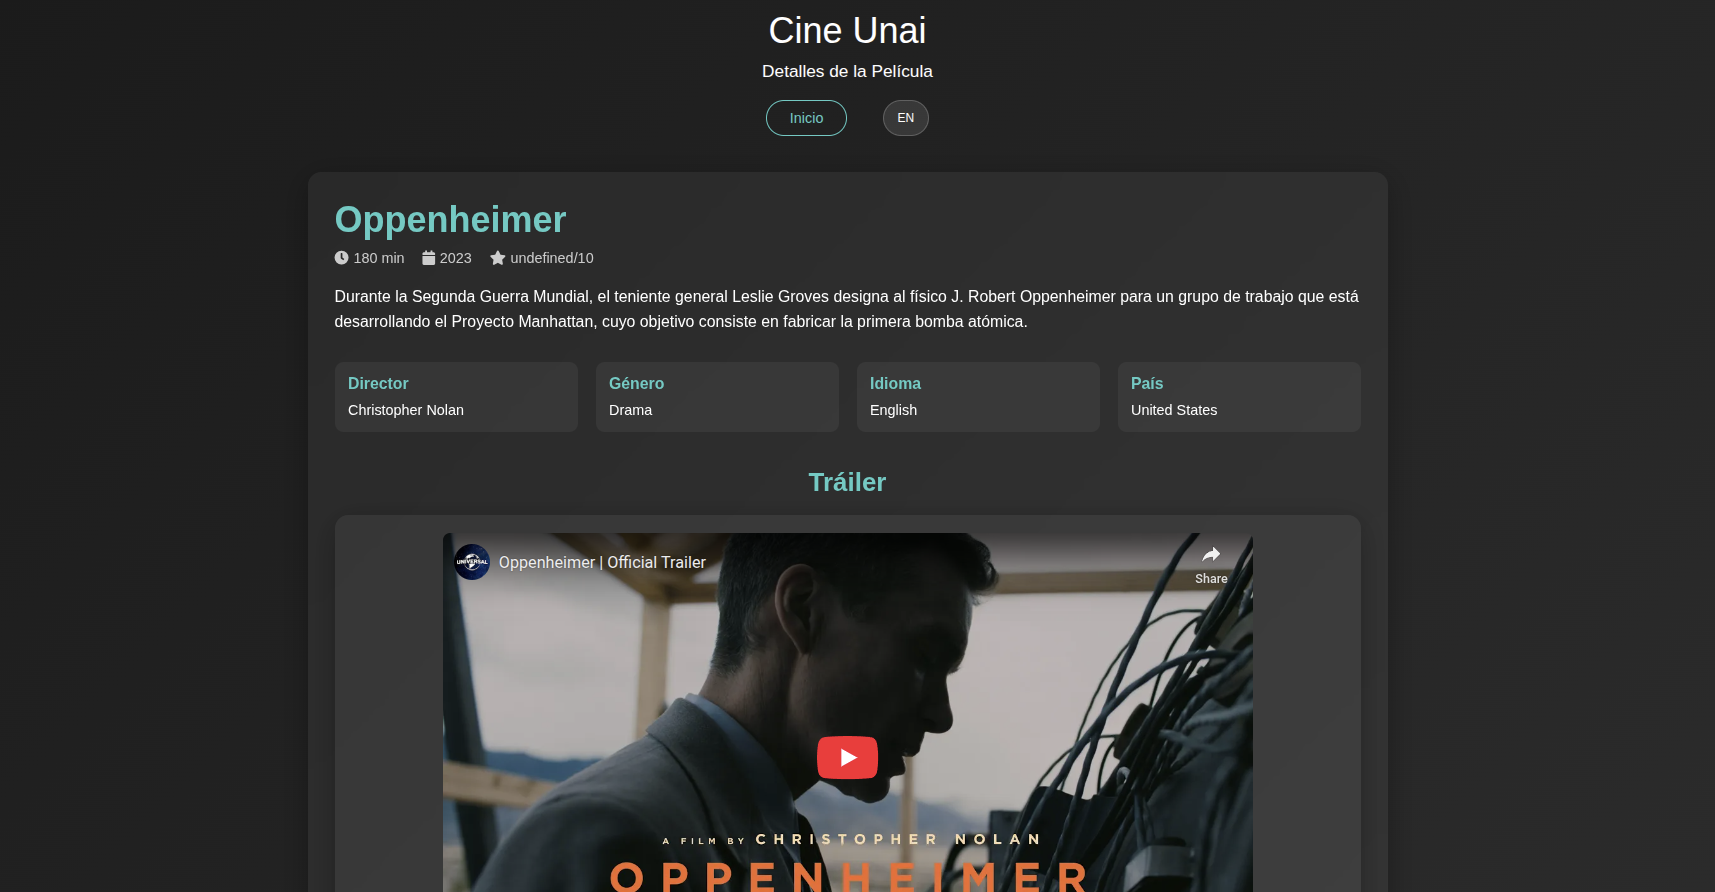 Cine Unai
Detalles de la Película
Inicio
EN
Oppenheimer
180 min 2023 undefined/10
Durante la Segunda Guerra Mundial, el teniente general Leslie Groves designa al físico J. Robert Oppenheimer para un grupo de trabajo que está
desarrollando el Proyecto Manhattan, cuyo objetivo consiste en fabricar la primera bomba atómica.
Director
Christopher Nolan
Género
Drama
Idioma
English
País
United States
Tráiler
UNIVERSAL
Oppenheimer | Official Trailer
Share
A FILM BY CHRISTOPHER NOLAN
OPPENHEIMER